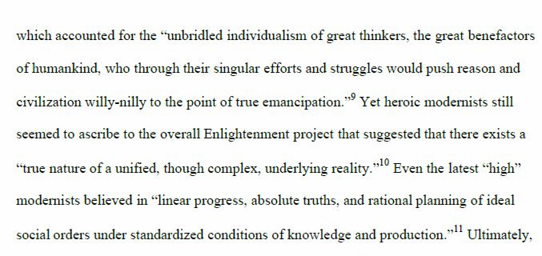 which accounted for the “unbridled individualism of great thinkers, the great benefactors
of humankind, who through their singular efforts and struggles would push reason and
civilization willy-nilly to the point of true emancipation.”9 Yet heroic modernists still
seemed to ascribe to the overall Enlightenment project that suggested that there exists a
“true nature of a unified, though complex, underlying reality.”10 Even the latest “high”
modernists believed in “linear progress, absolute truths, and rational planning of ideal
social orders under standardized conditions of knowledge and production.”11 Ultimately,